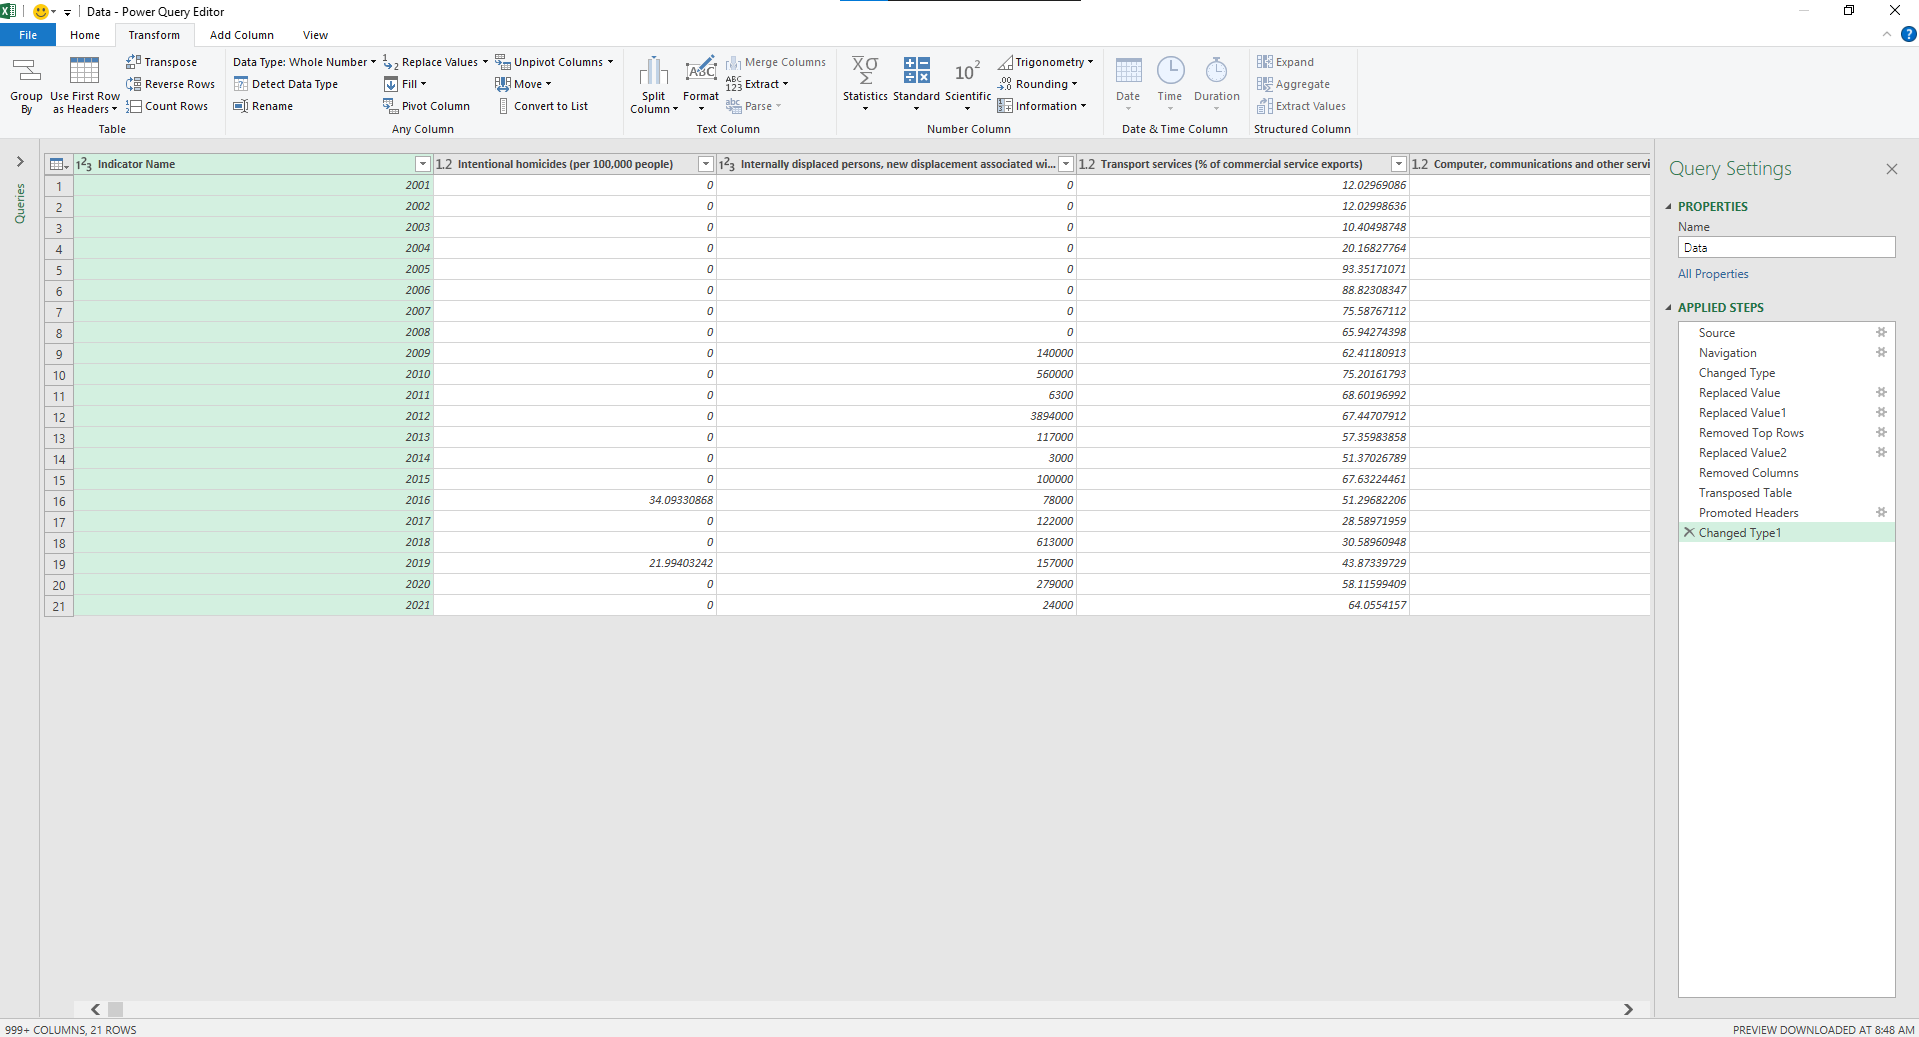 Data - Power Query Editor
File Home Transform Add Column View
Group By
Use First Row as Headers
Transpose
Reverse Rows
Count Rows
Table
Data Type: Whole Number
Detect Data Type
Rename
Replace Values
Fill
Pivot Column
Unpivot Columns
Move
Convert to List
Any Column
Split Column
Format
Merge Columns
Extract
Parse
Text Column
Statistics
Standard
Scientific
Trigonometry
Rounding
Information
Number Column
Date
Time
Duration
Date & Time Column
Expand
Aggregate
Extract Values
Structured Column
Queries
Indicator Name 1.2 Intentional homicides (per 100,000 people) 123 Internally displaced persons, new displacement associated wi... 1.2 Transport services (% of commercial service exports) 1.2 Computer, communications and other servi
1 2001 0 0 12.02969086
2 2002 0 0 12.02998636
3 2003 0 0 10.40498748
4 2004 0 0 20.16827764
5 2005 0 0 93.35171071
6 2006 0 0 88.82308347
7 2007 0 0 75.58767112
8 2008 0 0 65.94274398
9 2009 0 140000 62.41180913
10 2010 0 560000 75.20161793
11 2011 0 6300 68.60196992
12 2012 0 3894000 67.44707912
13 2013 0 117000 57.35983858
14 2014 0 3000 51.37026789
15 2015 0 100000 67.63224461
16 2016 34.09330868 78000 51.29682206
17 2017 0 122000 28.58971959
18 2018 0 613000 30.58960948
19 2019 21.99403242 157000 43.87339729
20 2020 0 279000 58.11599409
21 2021 0 24000 64.0554157
Query Settings
PROPERTIES
Name
Data
All Properties
APPLIED STEPS
Source
Navigation
Changed Type
Replaced Value
Replaced Value1
Removed Top Rows
Replaced Value2
Removed Columns
Transposed Table
Promoted Headers
Changed Type1
999+ COLUMNS, 21 ROWS
PREVIEW DOWNLOADED AT 8:48 AM